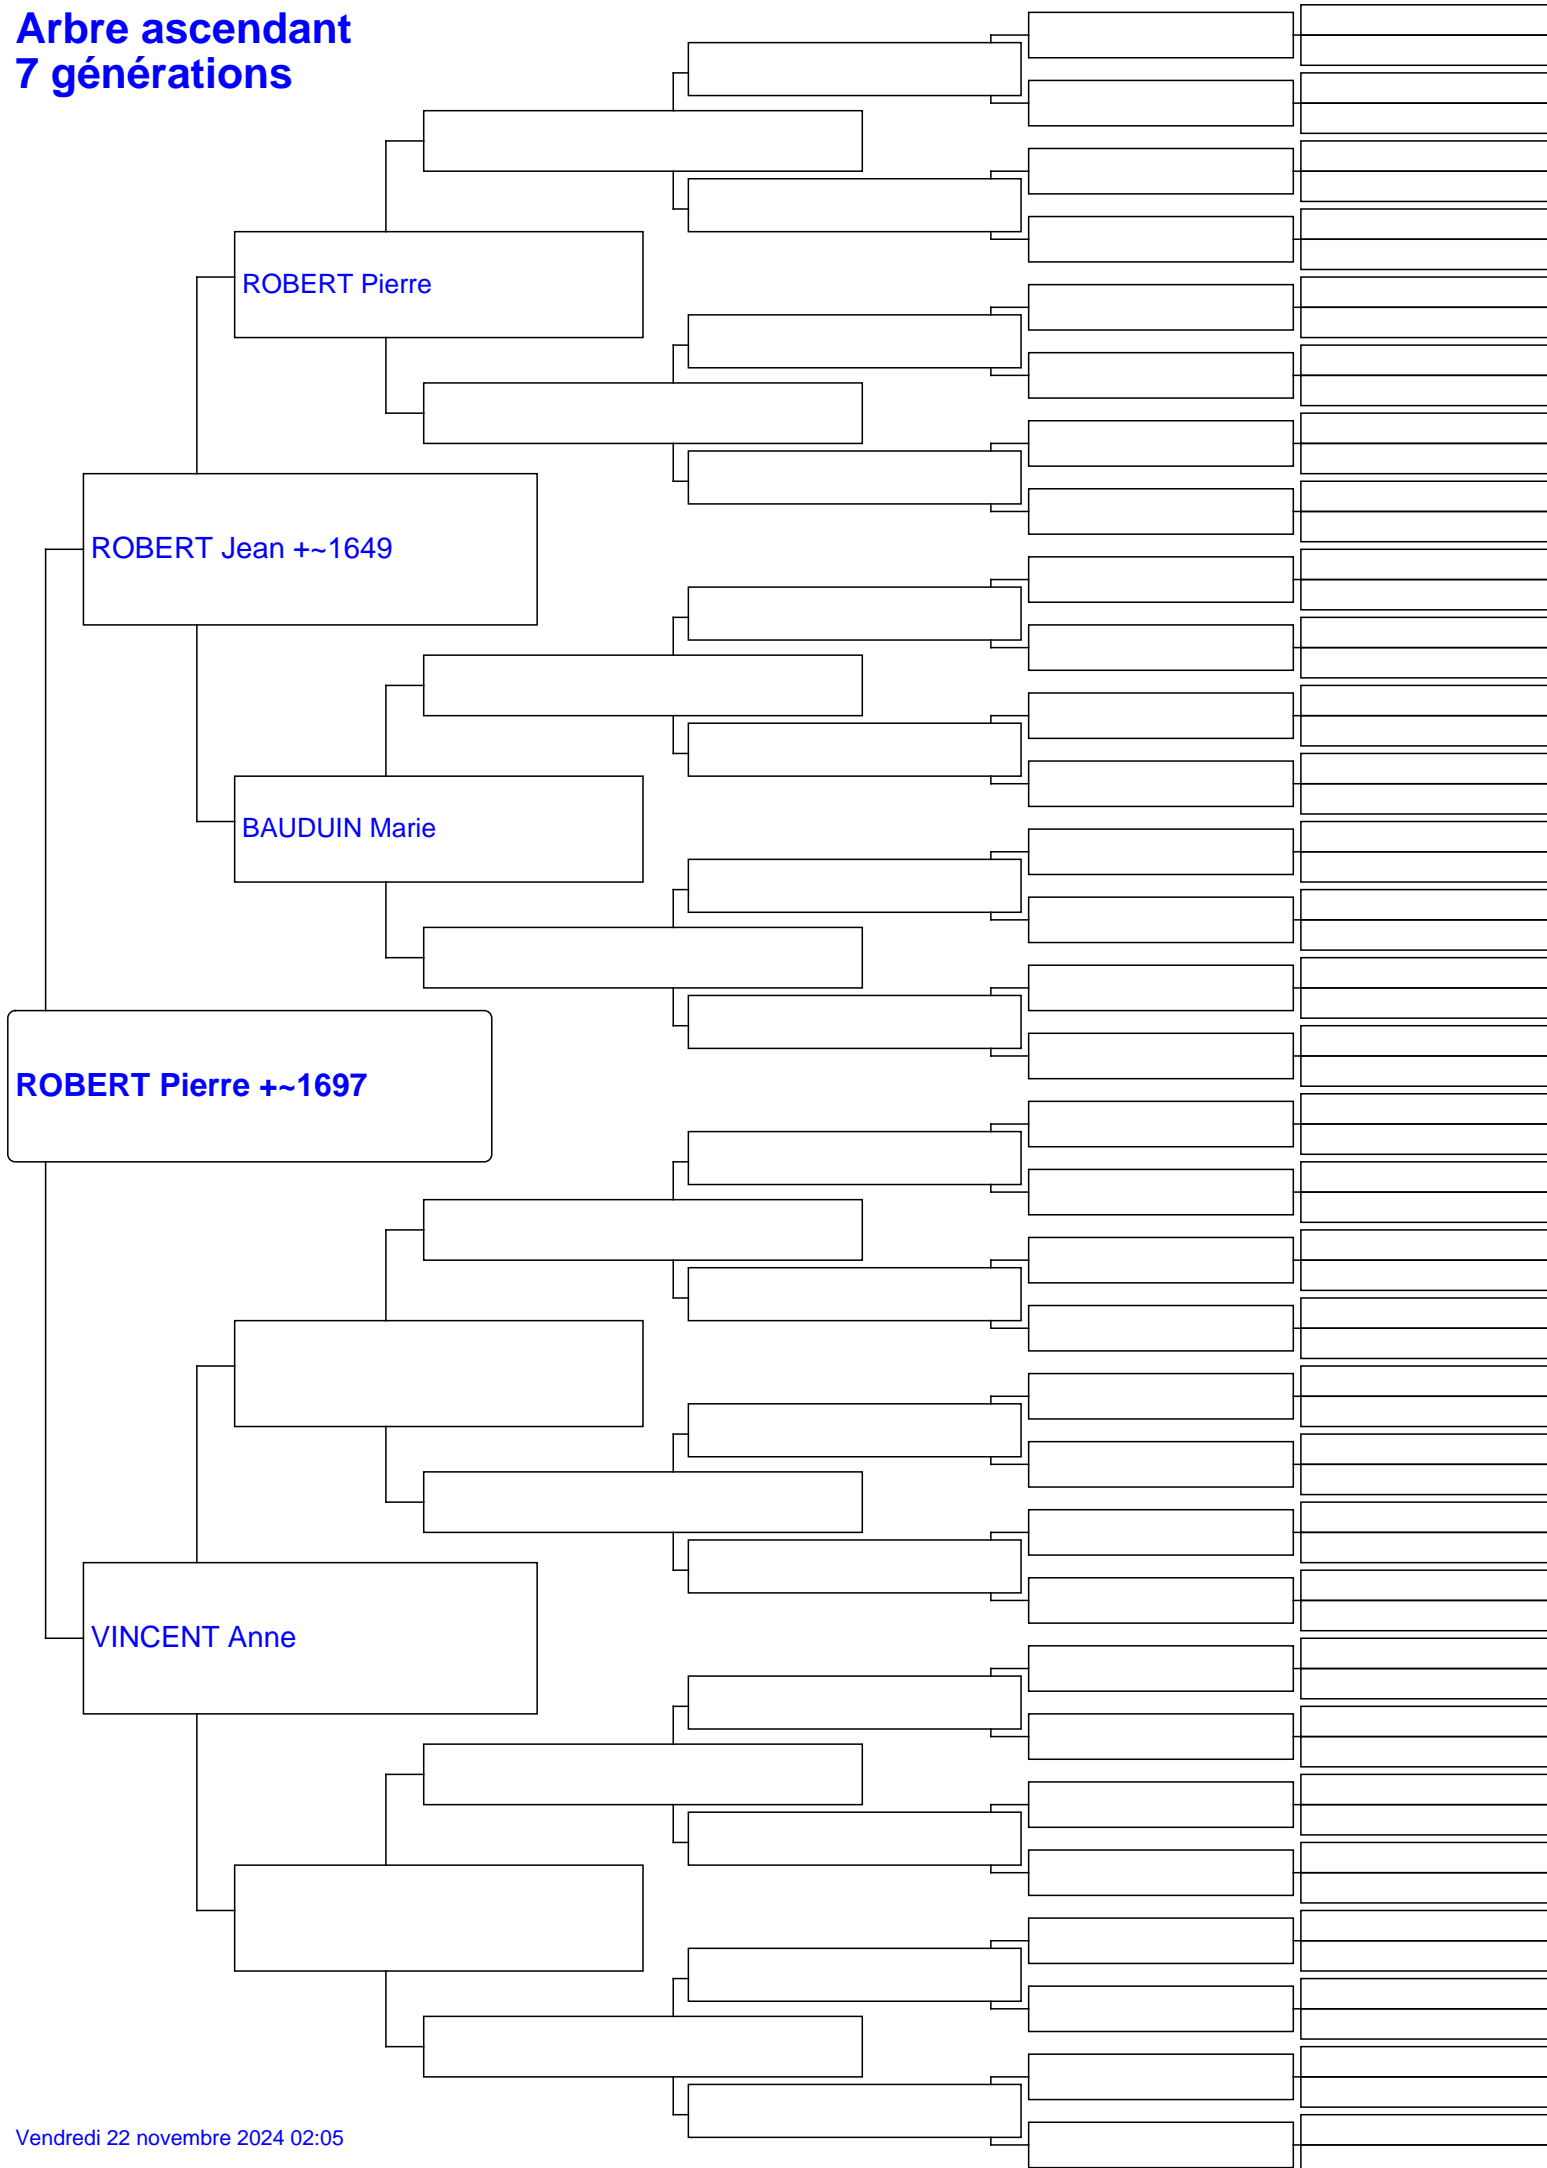 Arbre ascendant
7 générations
ROBERT Pierre
ROBERT Jean +~1649
BAUDUIN Marie
ROBERT Pierre +~1697
VINCENT Anne
Vendredi 22 novembre 2024 02:05